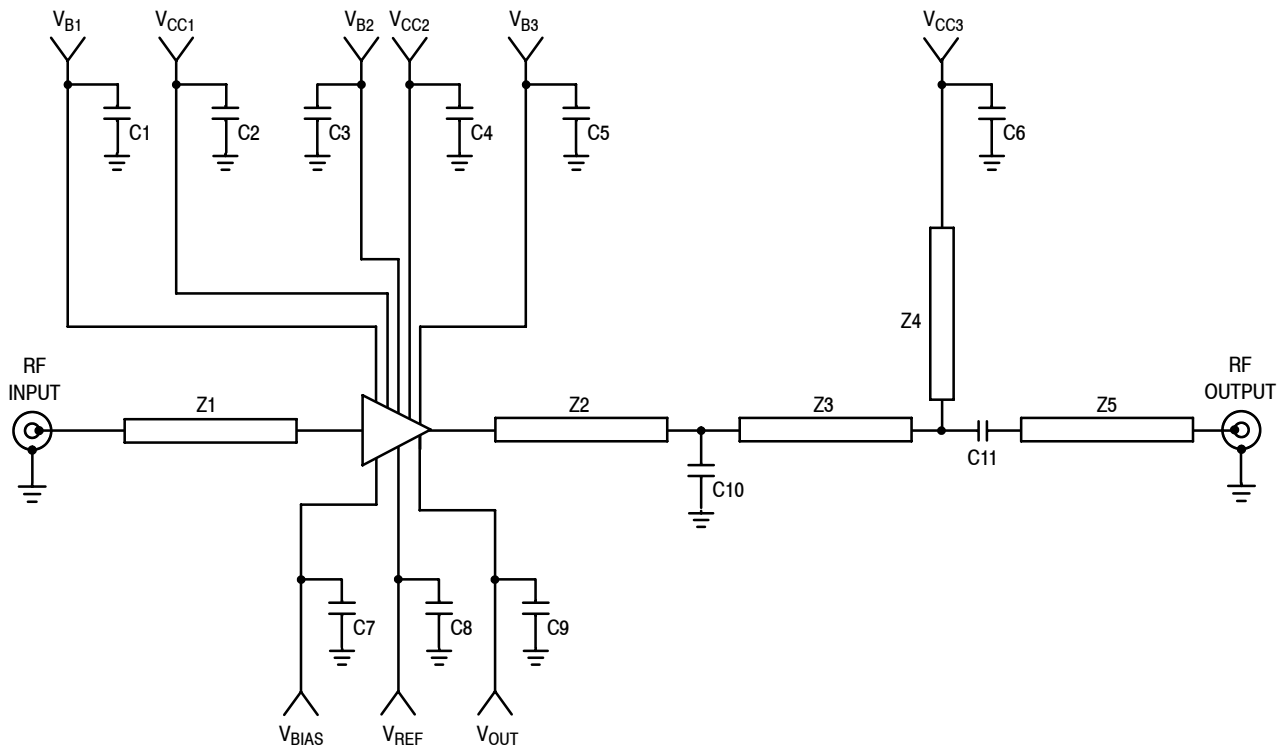 VB1
VCC1
VB2
VCC2
VB3
VCC3
C1
C2
C3
C4
C5
C6
Z4
RF
INPUT
Z1
Z2
Z3
Z5
RF
OUTPUT
C11
C10
C7
C8
C9
VBIAS
VREF
VOUT